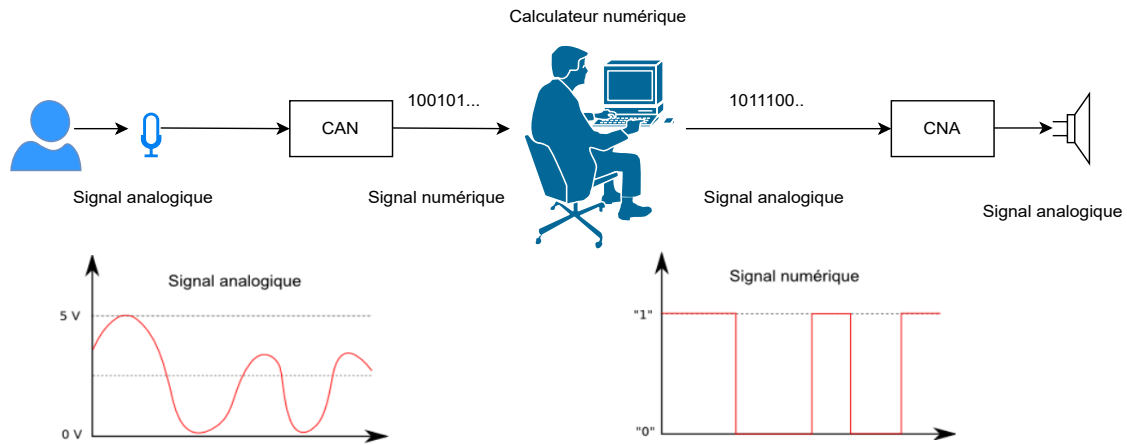 Calculateur numérique
100101...
1011100..
CAN
CNA
Signal analogique
Signal numérique
Signal analogique
Signal analogique
Signal analogique
5 V
0 V
Signal numérique
"1"
"0"